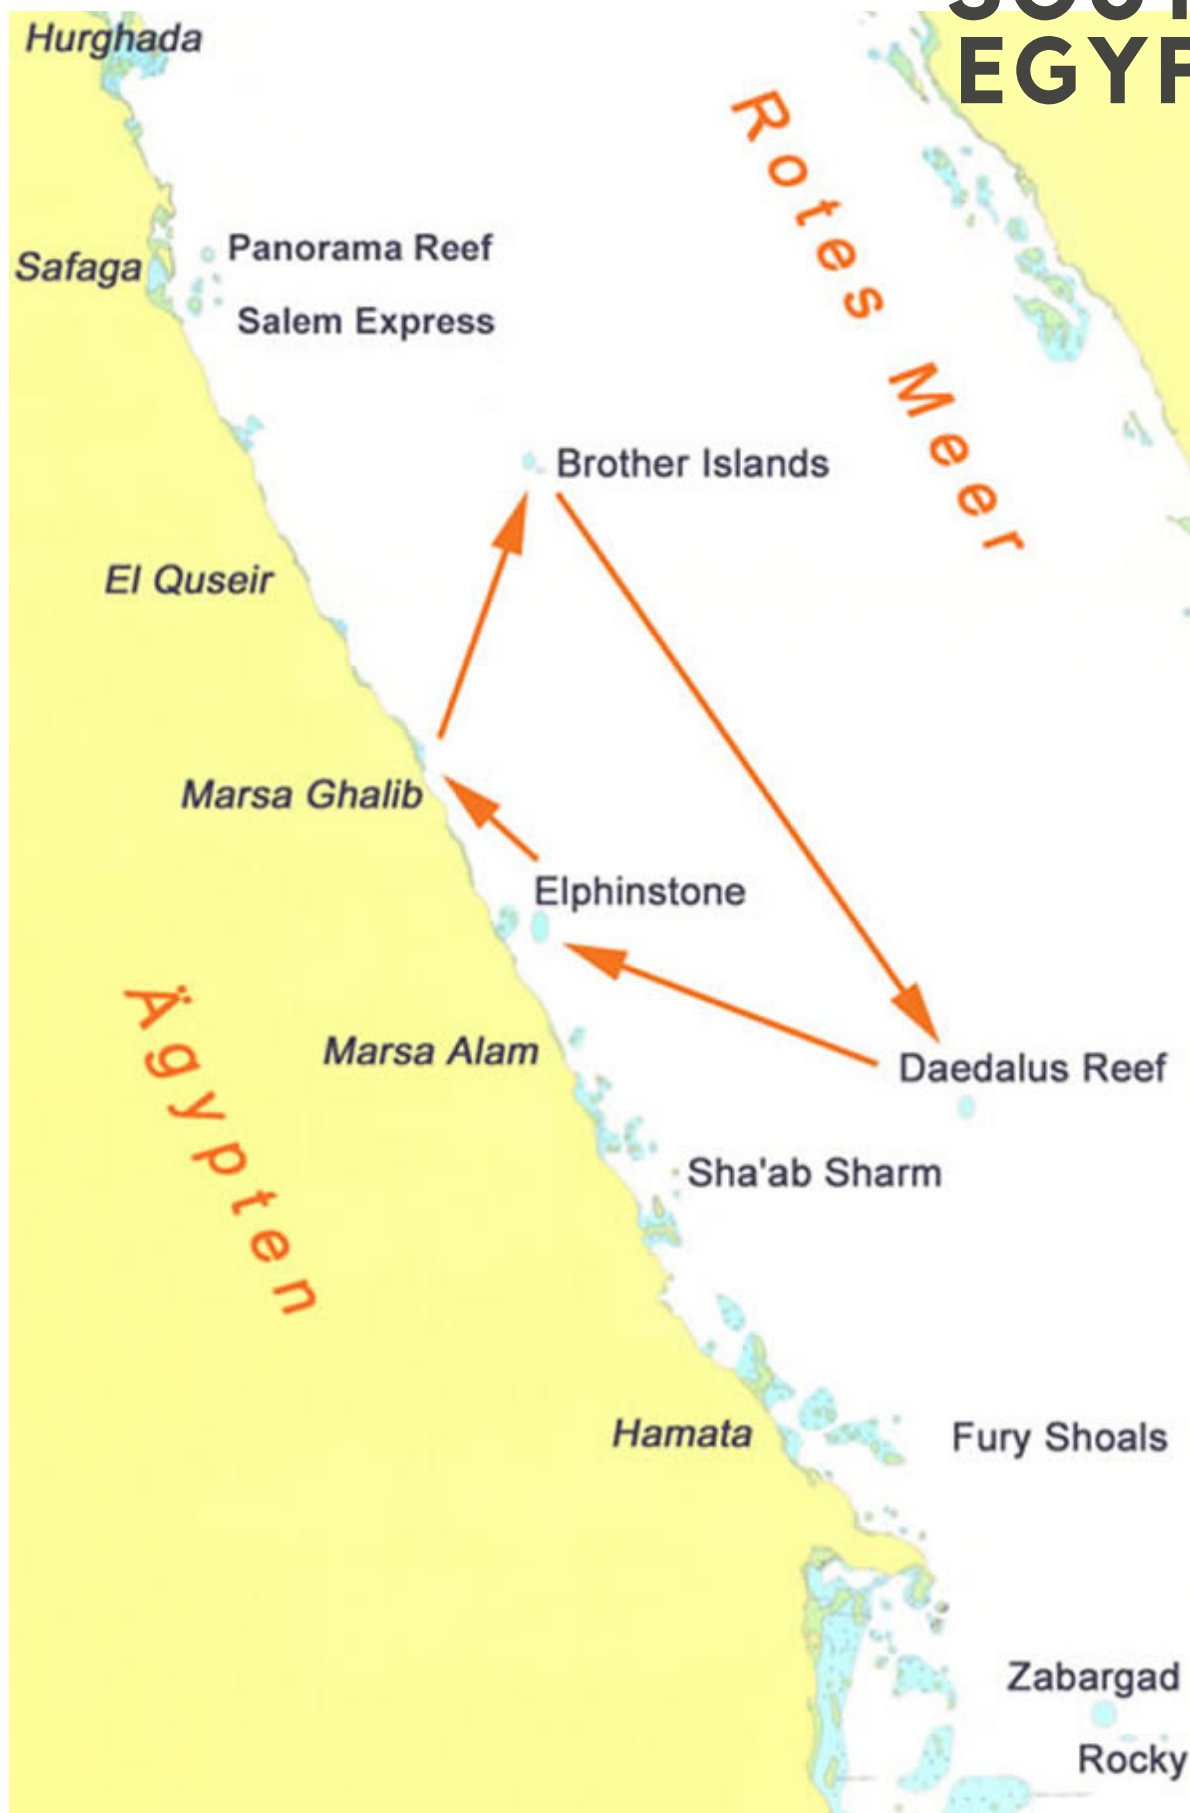 Hurghada
Rotes Meer
Panorama Reef
Safaga
Salem Express
Brother Islands
El Quseir
Marsa Ghalib
Elphinstone
Ägypten
Marsa Alam
Daedalus Reef
Sha'ab Sharm
Hamata
Fury Shoals
Zabargad
Rocky